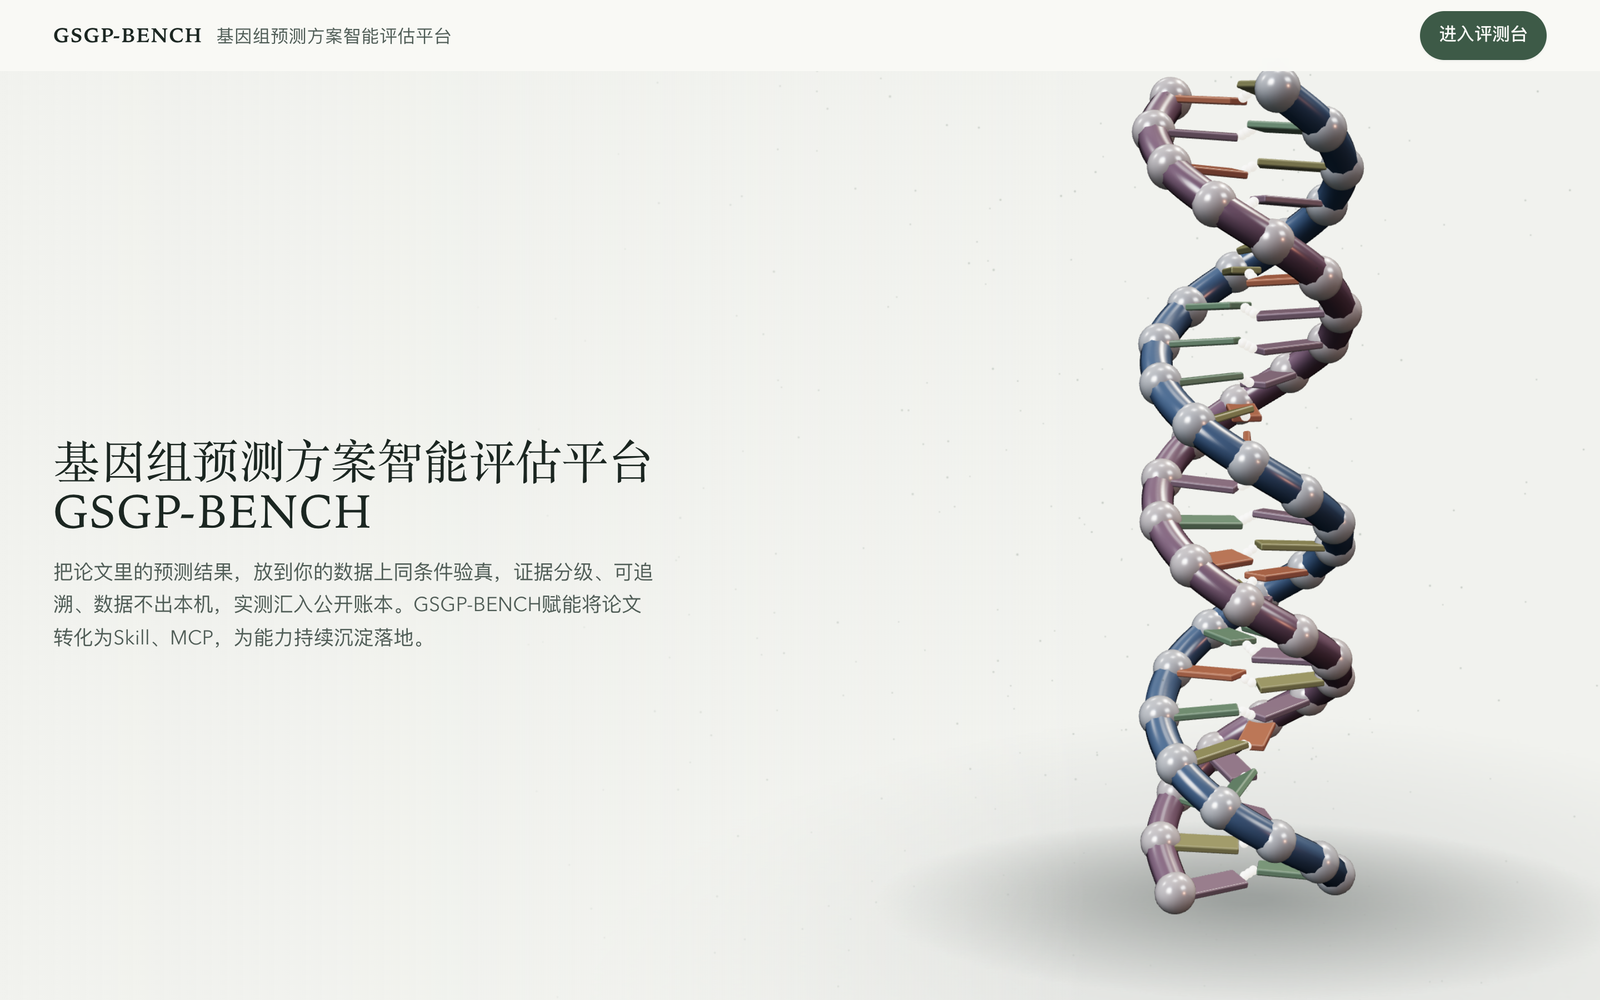 GSGP-BENCH 基因组预测方案智能评估平台
进入评测台
基因组预测方案智能评估平台
GSGP-BENCH
把论文里的预测结果，放到你的数据上同条件验真，证据分级、可追
溯、数据不出本机，实测汇入公开账本。GSGP-BENCH赋能将论文
转化为Skill、MCP，为能力持续沉淀落地。